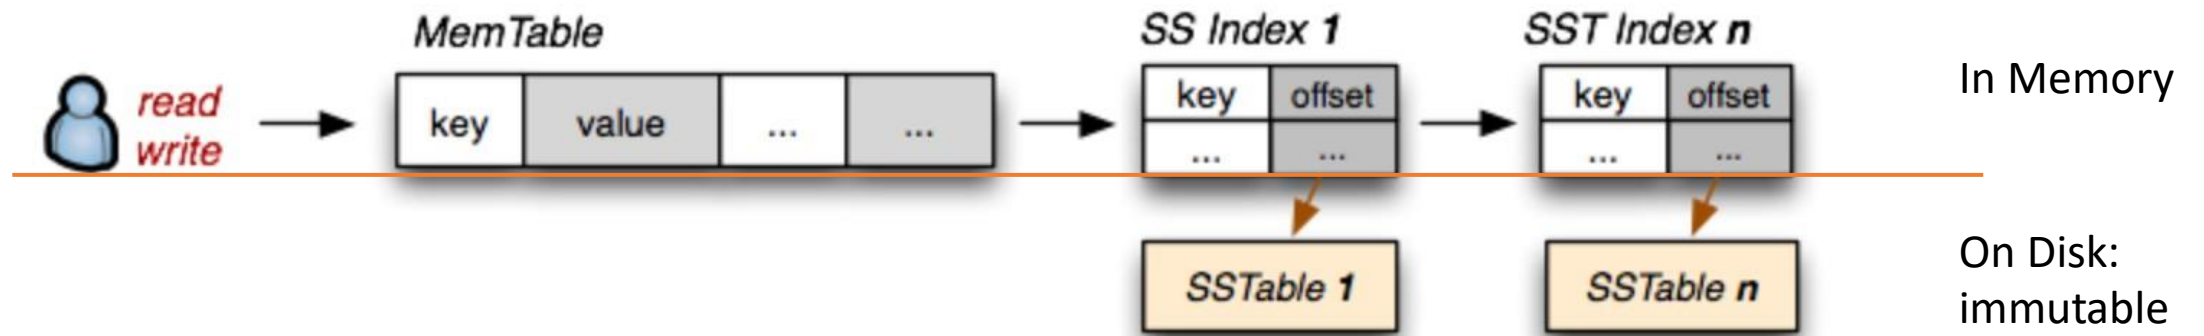 MemTable
SS Index 1
SST Index n
In Memory
read
write
key
value
...
...
key
offset
...
...
key
offset
...
...
SSTable 1
SSTable n
On Disk:
immutable